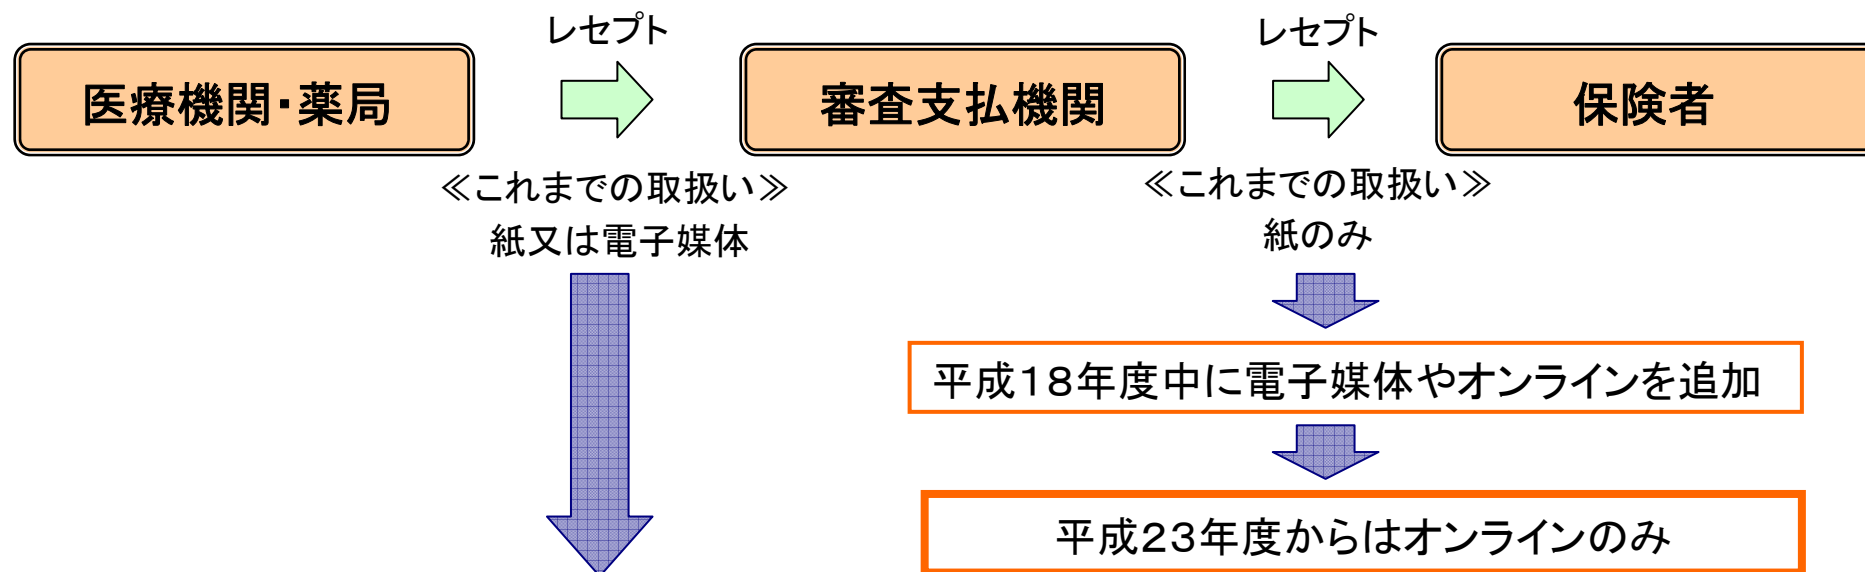 レセプト
レセプト
医療機関・薬局
審査支払機関
保険者
≪これまでの取扱い≫
紙又は電子媒体
≪これまでの取扱い≫
紙のみ
平成18年度中に電子媒体やオンラインを追加
平成23年度からはオンラインのみ